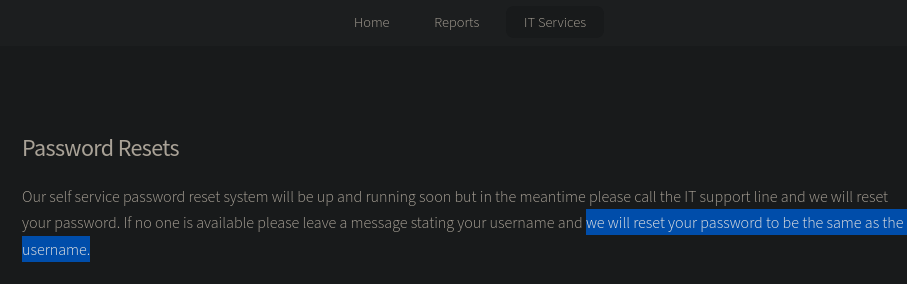 Home Reports IT Services
Password Resets
Our self service password reset system will be up and running soon but in the meantime please call the IT support line and we will reset
your password. If no one is available please leave a message stating your username and we will reset your password to be the same as the
username.